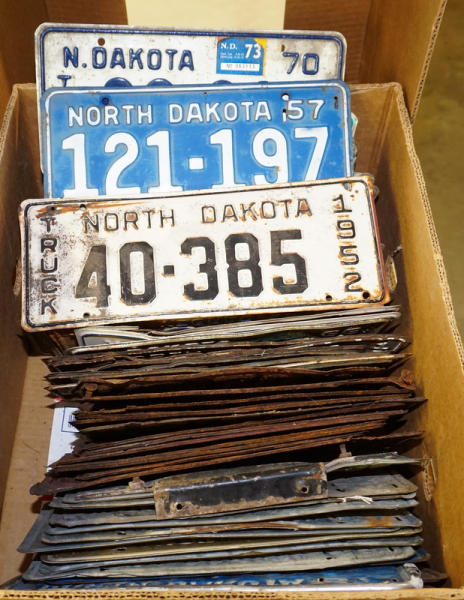 N. DAKOTA
N.D. 73
70
NORTH DAKOTA 57
121-197
NORTH DAKOTA
TRUCK
40-385
1952